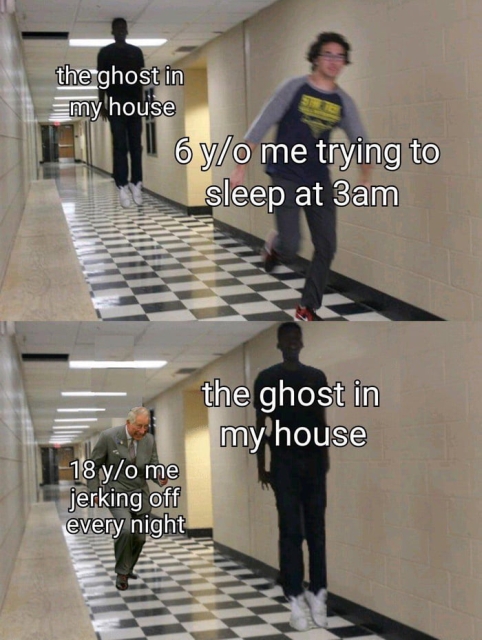 the ghost in
my house
6 y/o me trying to
sleep at 3am
the ghost in
my house
18 y/o me
jerking off
every night